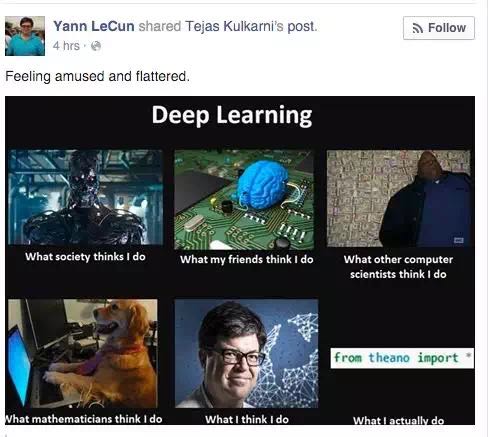 Yann LeCun shared Tejas Kulkarni's post.
Follow
4 hrs ·
Feeling amused and flattered.
Deep Learning
What society thinks I do
What my friends think I do
What other computer
scientists think I do
from theano import *
What mathematicians think I do
What I think I do
What I actually do